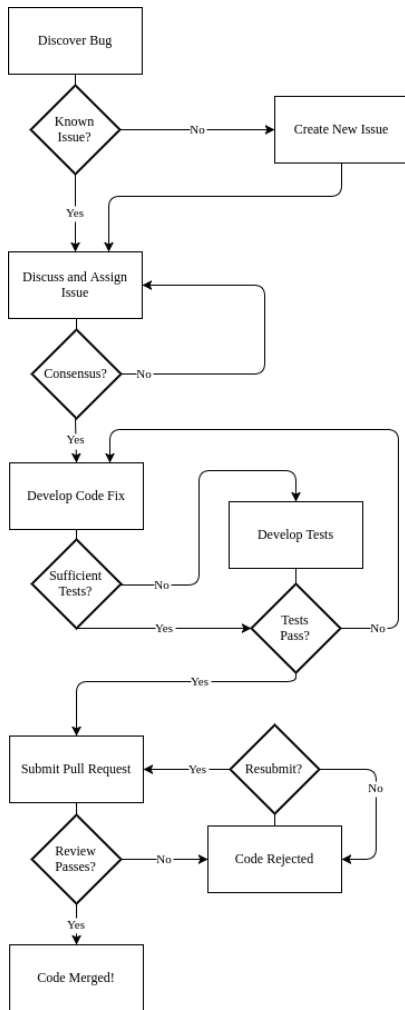 Discover Bug
Known
Issue?
No
Create New Issue
Yes
Discuss and Assign
Issue
Consensus?
No
Yes
Develop Code Fix
Develop Tests
Sufficient
Tests?
No
Yes
Tests
Pass?
No
Yes
Submit Pull Request
Yes
Resubmit?
No
Review
Passes?
No
Code Rejected
Yes
Code Merged!